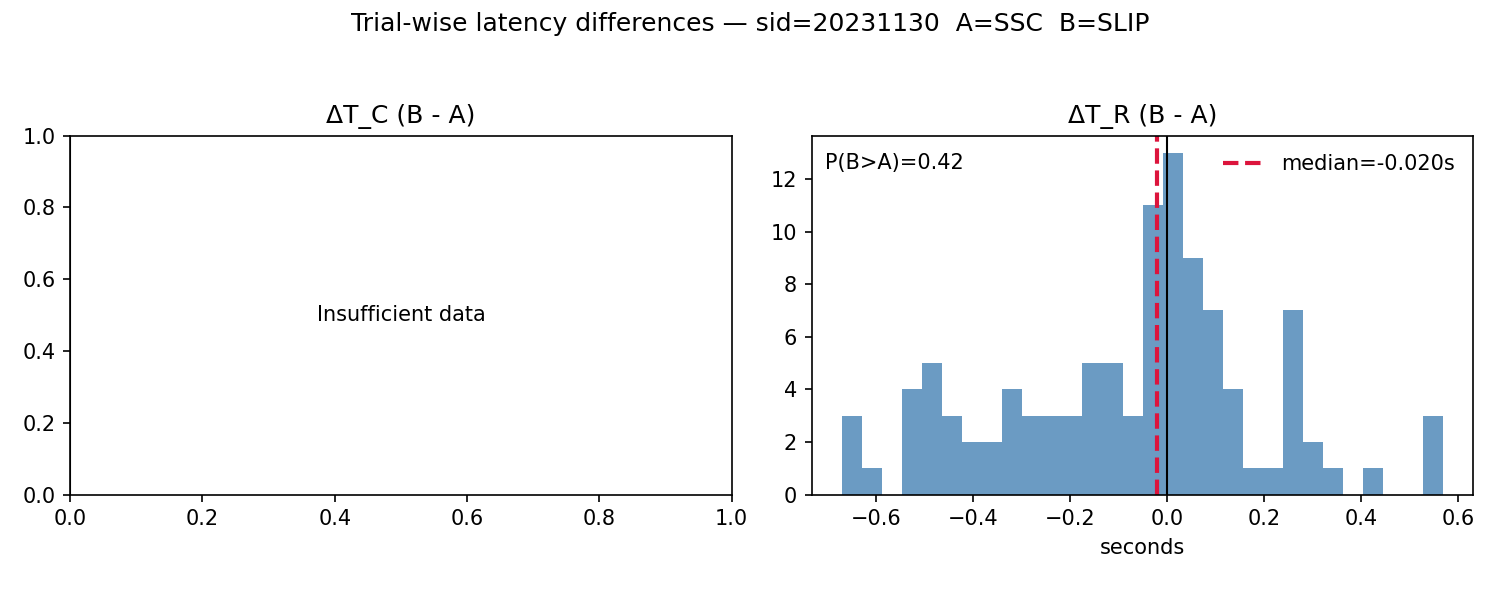 Trial-wise latency differences — sid=20231130  A=SSC  B=SLIP
ΔT_C (B - A)
1.0
0.8
0.6
0.4
0.2
0.0
Insufficient data
0.0 0.2 0.4 0.6 0.8 1.0
ΔT_R (B - A)
P(B>A)=0.42
median=-0.020s
12
10
8
6
4
2
0
−0.6 −0.4 −0.2 0.0 0.2 0.4 0.6
seconds